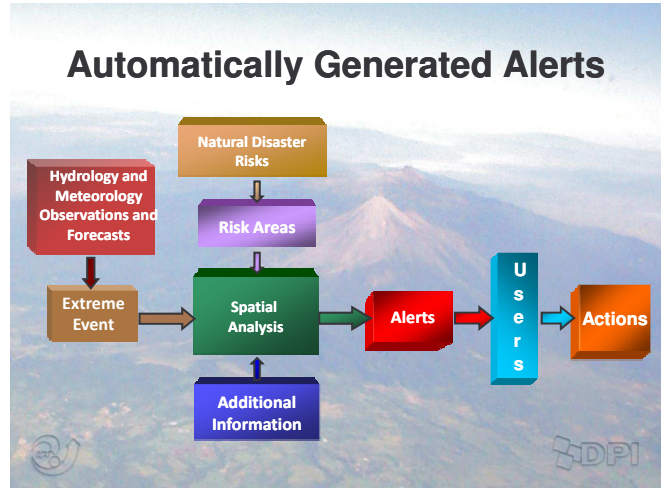 Automatically Generated Alerts
Natural Disaster
Risks
Hydrology and
Meteorology
Observations and
Forecasts
Risk Areas
Extreme
Event
Spatial
Analysis
Alerts
U
s
e
r
s
Actions
Additional
Information
DPI